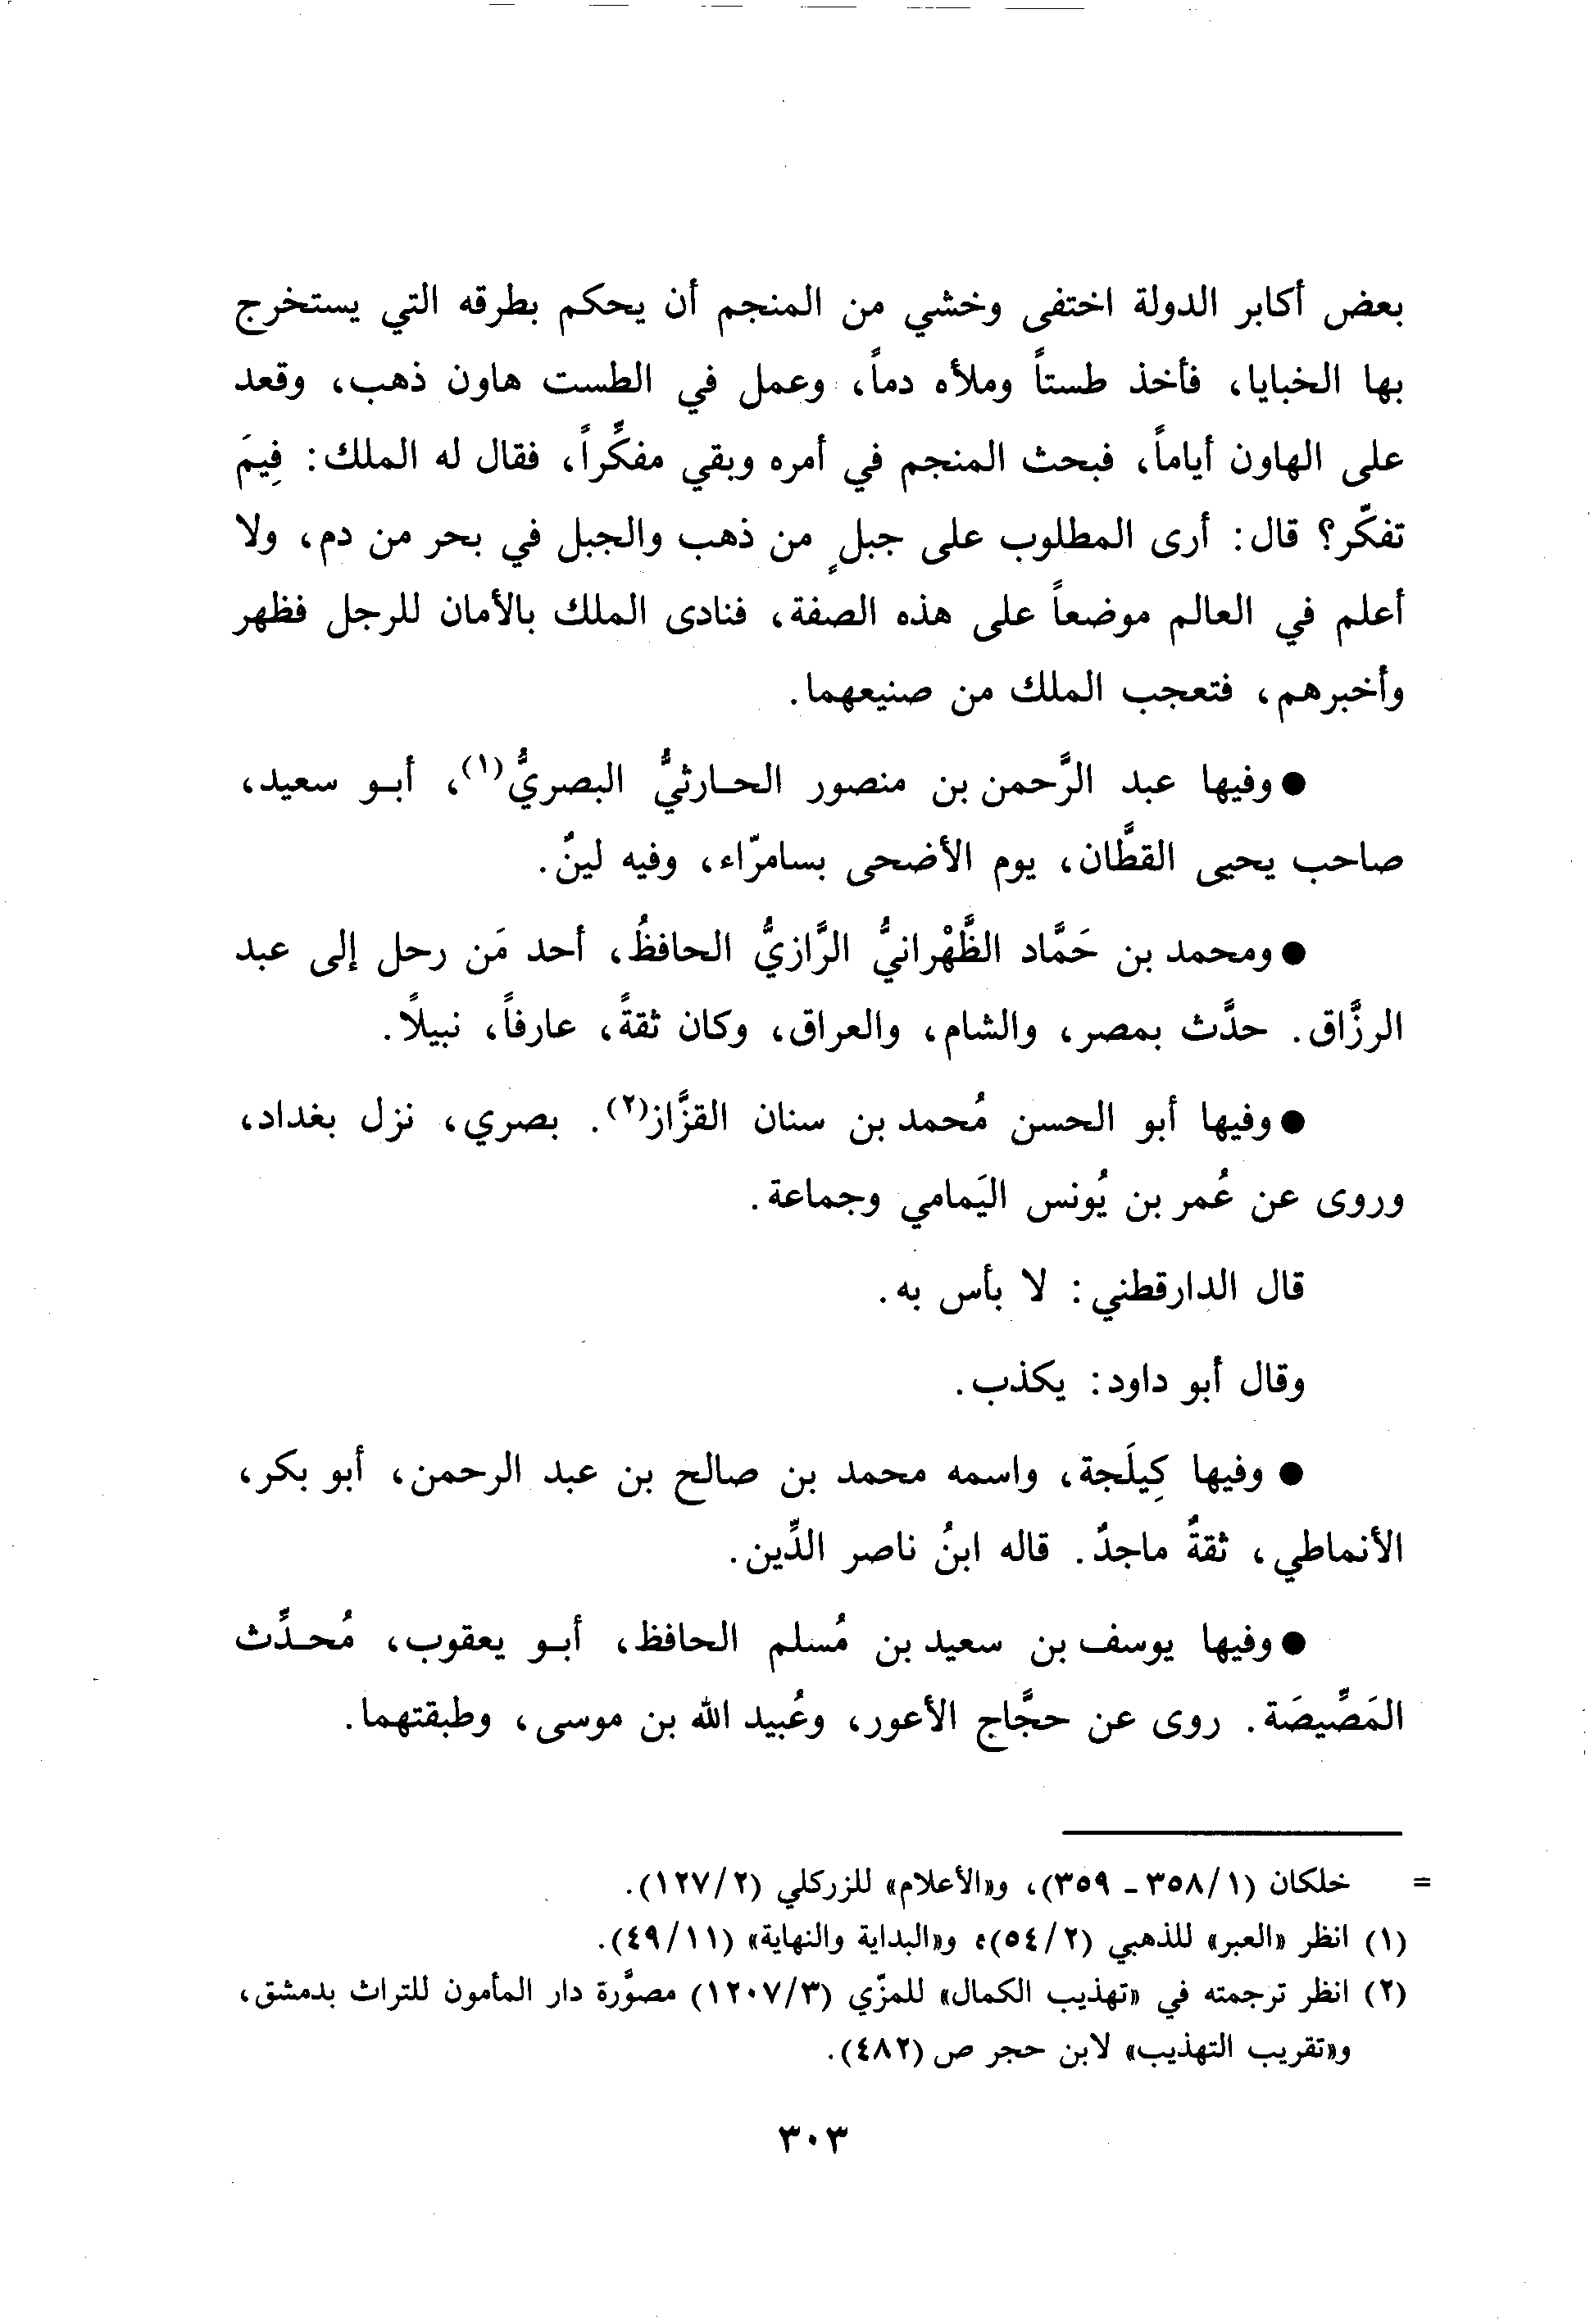 بعض أكابر الدولة اختفى وخشي من المنجم أن يحكم بطرقه التي يستخرج
بها الخبايا، فأخذ طستاً وملأه دماً، وعمل في الطست هاون ذهب، وقعد
على الهاون أياماً، فبحث المنجم في أمره وبقي مفكِّراً، فقال له الملك: فِيمَ
تفكّر؟ قال: أرى المطلوب على جبلٍ من ذهب والجبل في بحر من دم، ولا
أعلم في العالم موضعاً على هذه الصفة، فنادى الملك بالأمان للرجل فظهر
وأخبرهم، فتعجب الملك من صنيعهما.
● وفيها عبد الرَّحمن بن منصور الحـارثيُّ البصريُّ(١)، أبـو سعيد،
صاحب يحيى القطَّان، يوم الأضحى بسامرّاء، وفيه لينٌ.
● ومحمد بن حَمَّاد الظَّهْرانيُّ الرَّازيُّ الحافظُ، أحد مَن رحل إلى عبد
الرزَّاق. حدَّث بمصر، والشام، والعراق، وكان ثقةً، عارفاً، نبيلاً.
● وفيها أبو الحسن مُحمد بن سنان القزَّاز(٢). بصري، نزل بغداد،
وروى عن عُمر بن يُونس اليَمامي وجماعة.
قال الدارقطني: لا بأس به.
وقال أبو داود: يكذب.
● وفيها كِيلَجة، واسمه محمد بن صالح بن عبد الرحمن، أبو بكر،
الأنماطي، ثقةٌ ماجدٌ. قاله ابنُ ناصر الدِّين.
● وفيها يوسف بن سعيد بن مُسلم الحافظ، أبـو يعقوب، مُحـدِّث
المَصِّيصَة. روى عن حجَّاج الأعور، وعُبيد الله بن موسى، وطبقتهما.
= خلكان (١/٣٥٨ - ٣٥٩)، و«الأعلام» للزركلي (٢/١٢٧).
(١) انظر «العبر» للذهبي (٢/٥٤)؛ و«البداية والنهاية» (١١/٤٩).
(٢) انظر ترجمته في «تهذيب الكمال» للمزّي (٣/١٢٠٧) مصوَّرة دار المأمون للتراث بدمشق،
و«تقريب التهذيب» لابن حجر ص (٤٨٢).
٣٠٣